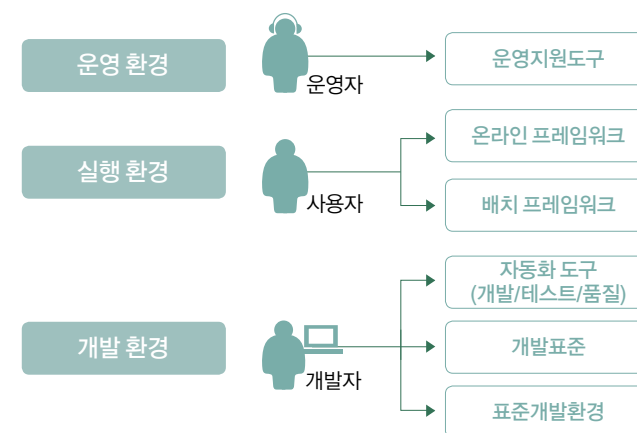 운영 환경
운영자
운영지원도구
실행 환경
사용자
온라인 프레임워크
배치 프레임워크
개발 환경
개발자
자동화 도구
(개발/테스트/품질)
개발표준
표준개발환경